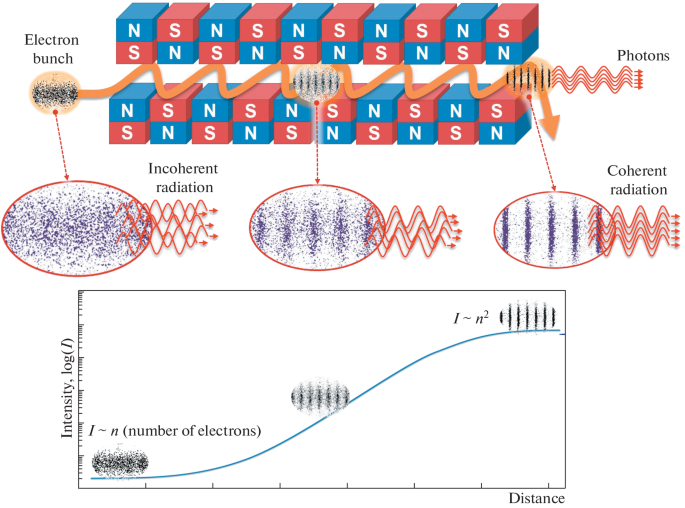 N S N S N S N S N S
S N S N S N S N S N
Electron
bunch
Photons
N S N S N S N S N S
S N S N S N S N S N
Incoherent
radiation
Coherent
radiation
I ~ n²
Intensity, log(I)
I ~ n (number of electrons)
Distance